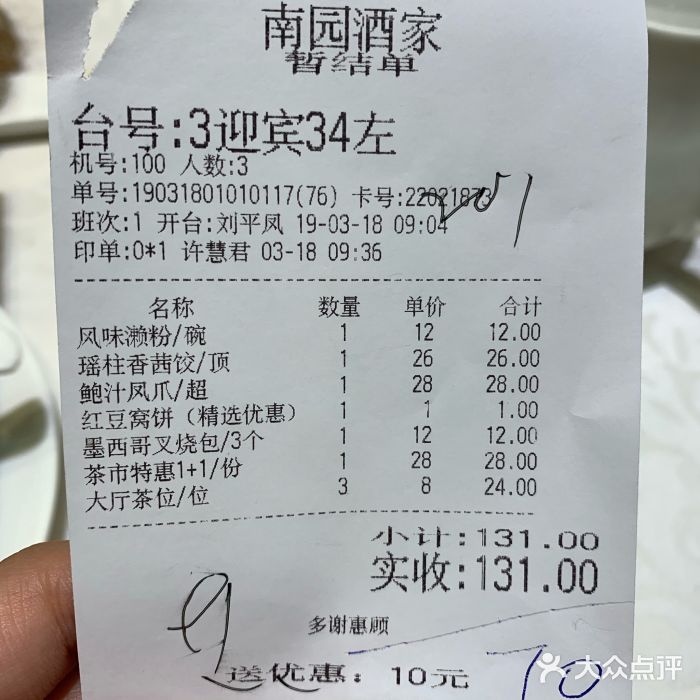 南园酒家
暂结单
台号:3迎宾34左
机号:100 人数:3
单号:19031801010117(76) 卡号:22021873
班次:1 开台:刘平凤 19-03-18 09:04
印单:0*1 许慧君 03-18 09:36
名称 数量 单价 合计
风味濑粉/碗 1 12 12.00
瑶柱香茜饺/顶 1 26 26.00
鲍汁凤爪/超 1 28 28.00
红豆窝饼（精选优惠） 1 1 1.00
墨西哥叉烧包/3个 1 12 12.00
茶市特惠1+1/份 1 28 28.00
大厅茶位/位 3 8 24.00
小计:131.00
实收:131.00
9
多谢惠顾
送优惠: 10元
10
大众点评